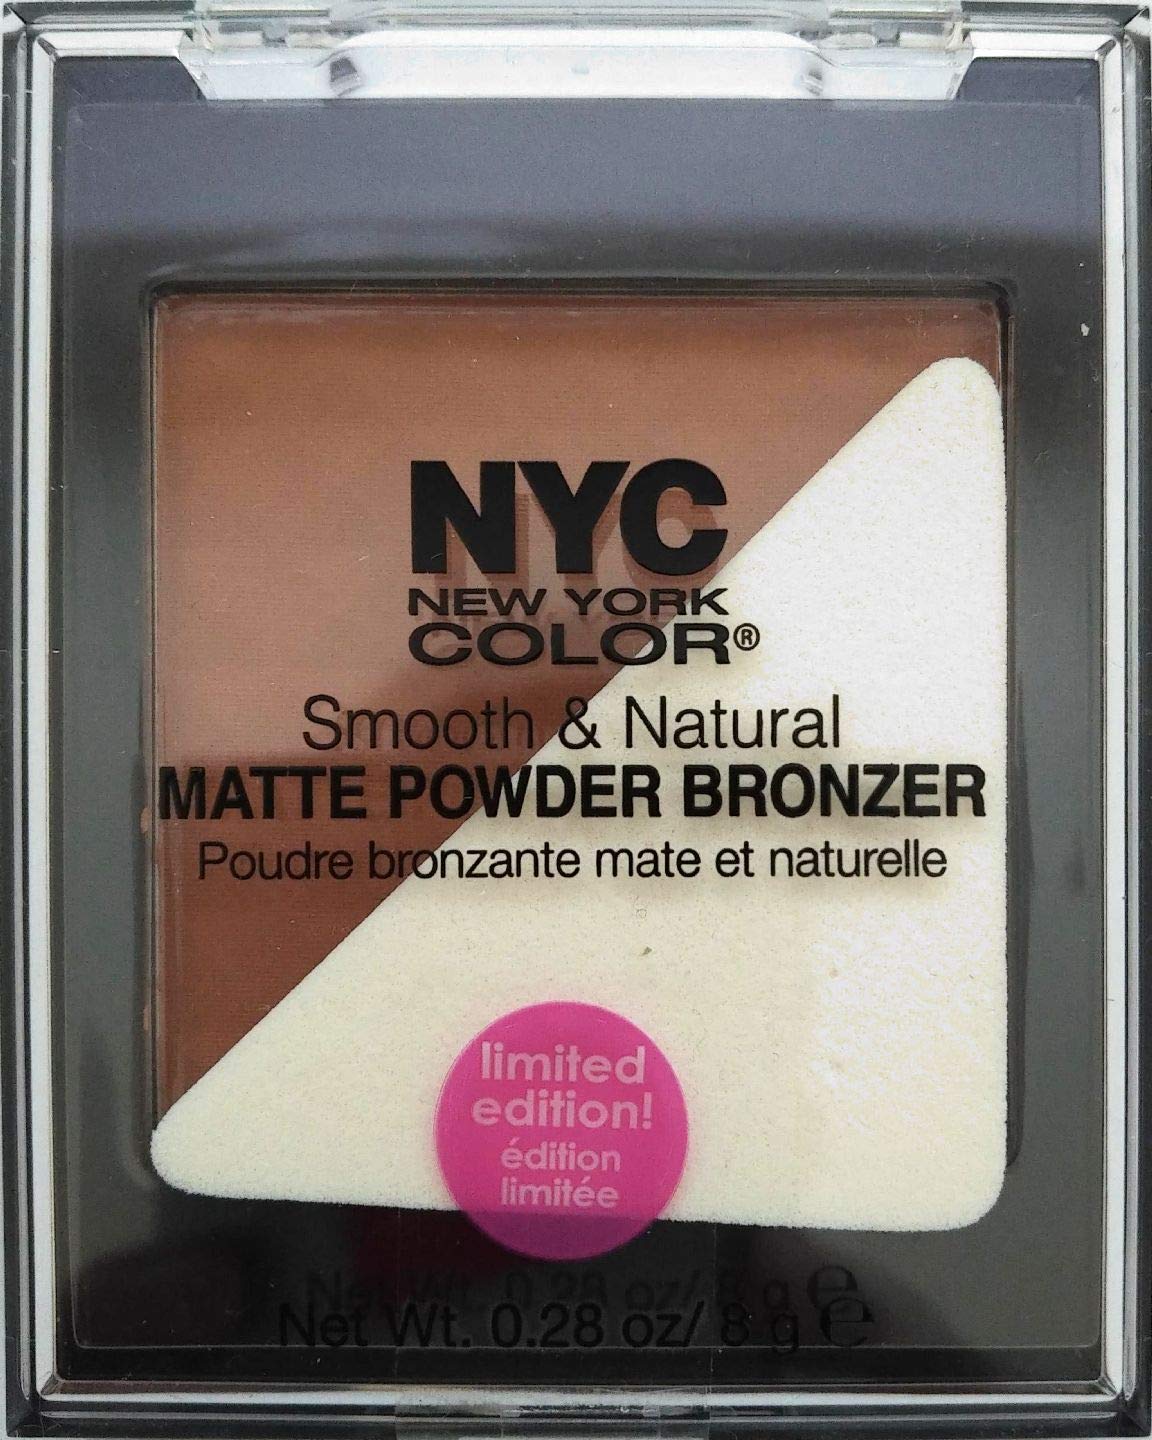 NYC
NEW YORK
COLOR®
Smooth & Natural
MATTE POWDER BRONZER
Poudre bronzante mate et naturelle
limited
edition!
édition
limitée
Net Wt. 0.28 oz/ 8 g ℮